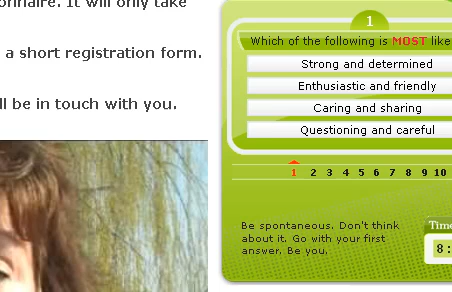 onnaire. It will only take
a short registration form.
ll be in touch with you.
1
Which of the following is MOST like
Strong and determined
Enthusiastic and friendly
Caring and sharing
Questioning and careful
1 2 3 4 5 6 7 8 9 10
Be spontaneous. Don't think
about it. Go with your first
answer. Be you.
Time
8: